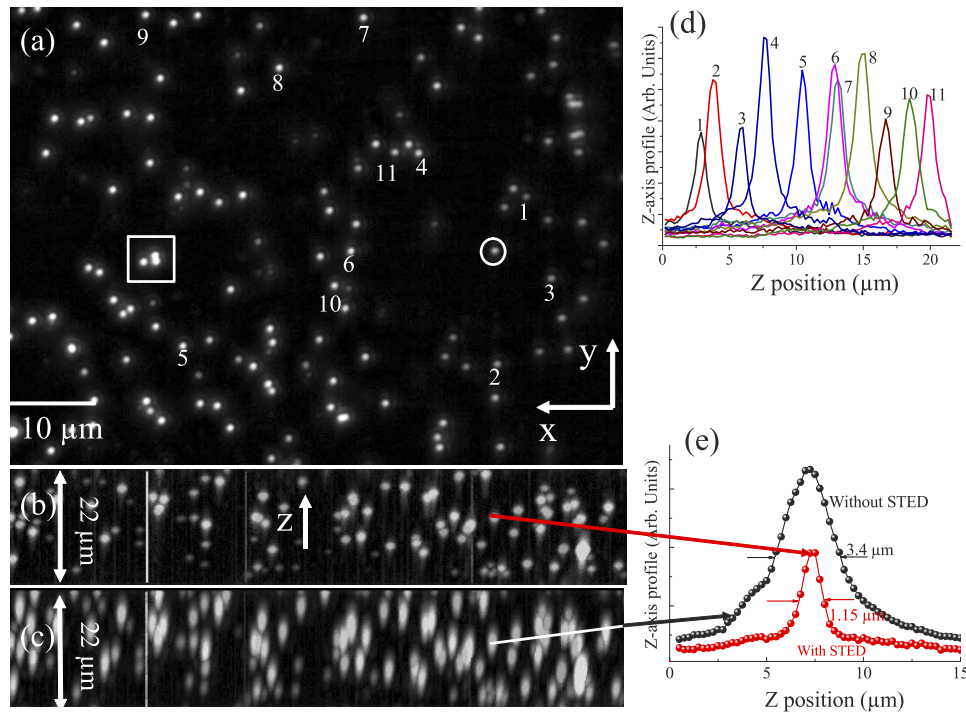 (a)
9
7
8
11
4
1
6
3
10
5
2
y
x
10 µm
(b)
22 µm
z
(c)
22 µm
(d)
Z-axis profile (Arb. Units)
1
2
3
4
5
6
7
8
9
10
11
0
5
10
15
20
Z position (µm)
(e)
Z-axis profile (Arb. Units)
Without STED
3.4 µm
1.15 µm
With STED
0
5
10
15
Z position (µm)